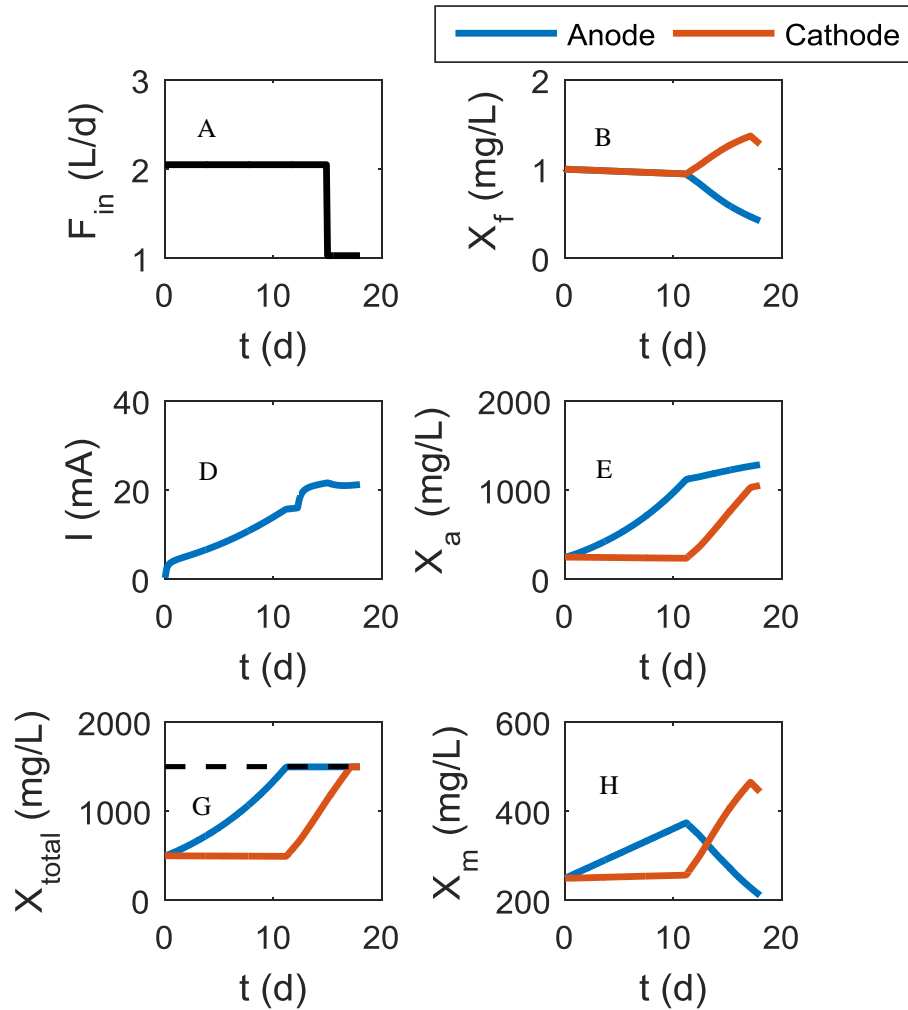 Anode Cathode
F_in (L/d)
3
2
1
A
0 10 20
t (d)
X_f (mg/L)
2
1
0
B
0 10 20
t (d)
I (mA)
40
20
0
D
0 10 20
t (d)
X_a (mg/L)
2000
1000
0
E
0 10 20
t (d)
X_total (mg/L)
2000
1000
0
G
0 10 20
t (d)
X_m (mg/L)
600
400
200
H
0 10 20
t (d)